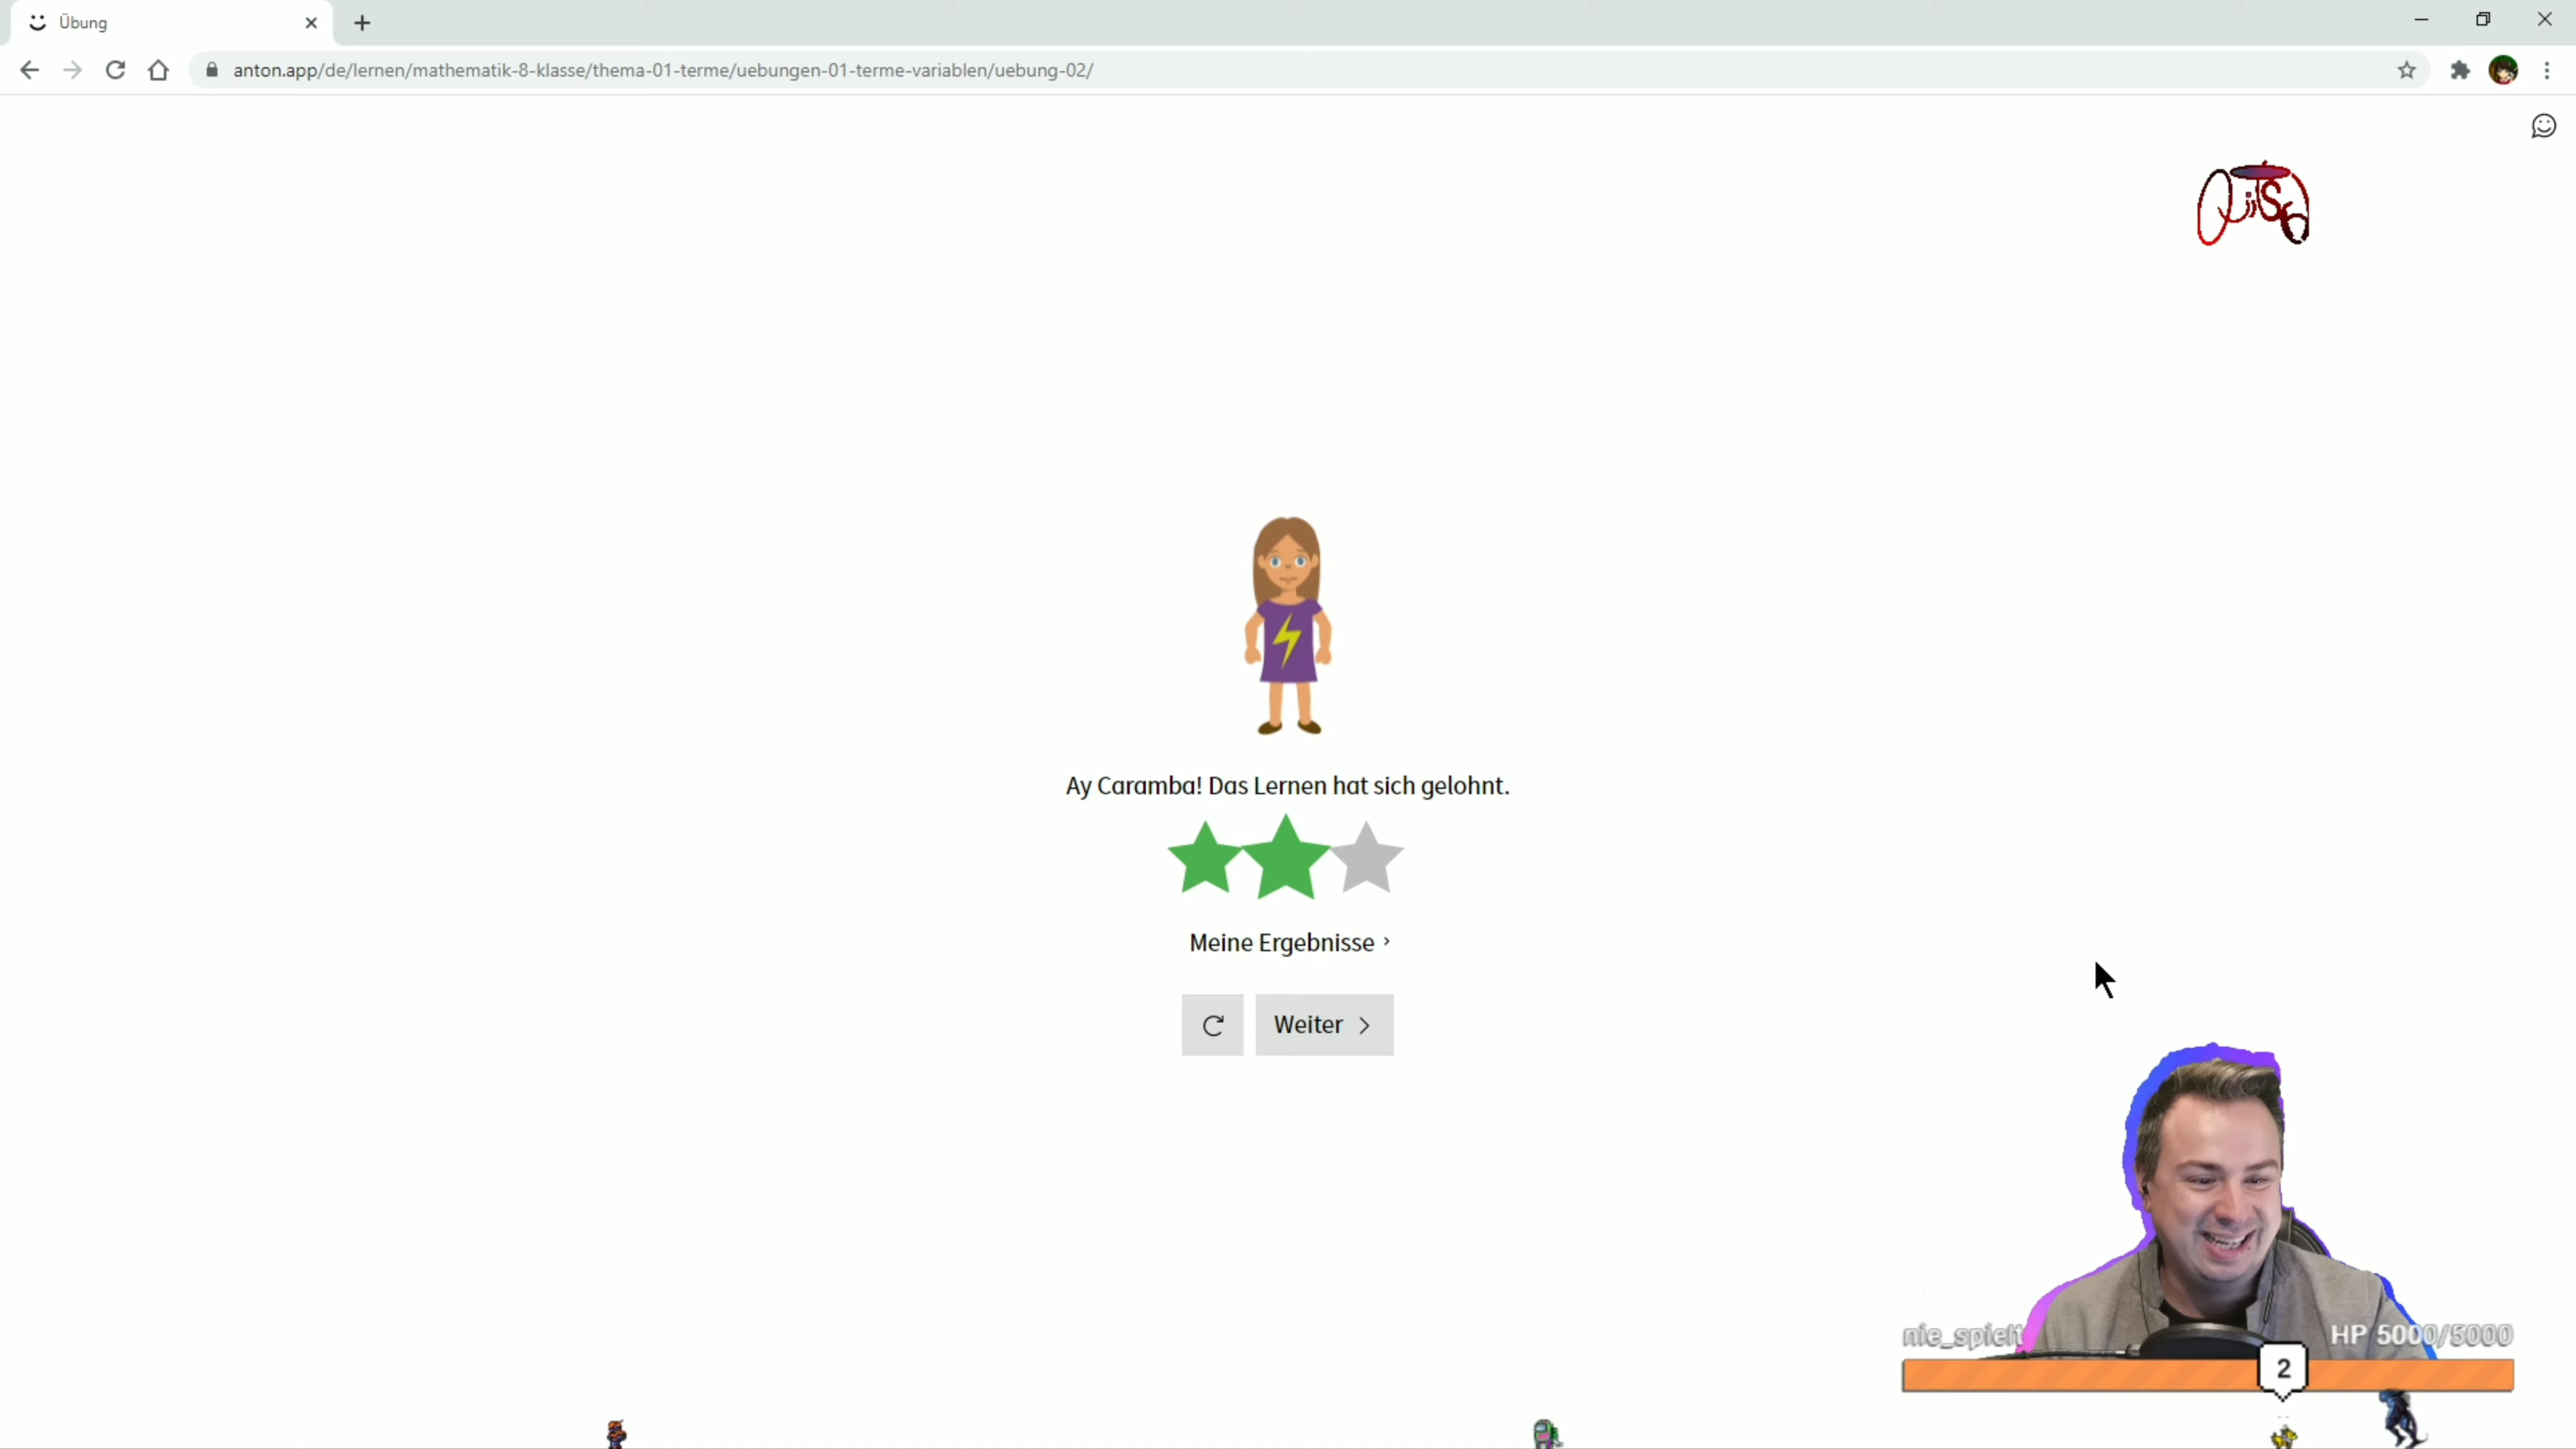 Übung
anton.app/de/lernen/mathematik-8-klasse/thema-01-terme/uebungen-01-terme-variablen/uebung-02/
Ay Caramba! Das Lernen hat sich gelohnt.
Meine Ergebnisse
Weiter
nie_spielt
HP 5000/5000
2